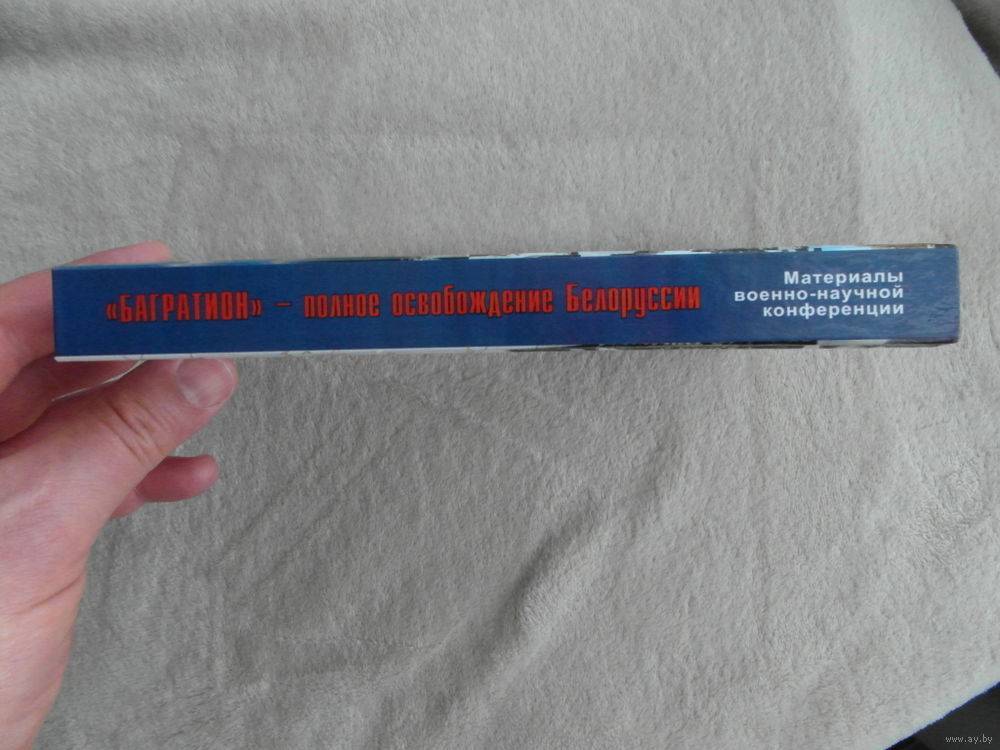 «БАГРАТИОН» – полное освобождение Белоруссии
Материалы
военно-научной
конференции
www.ay.by